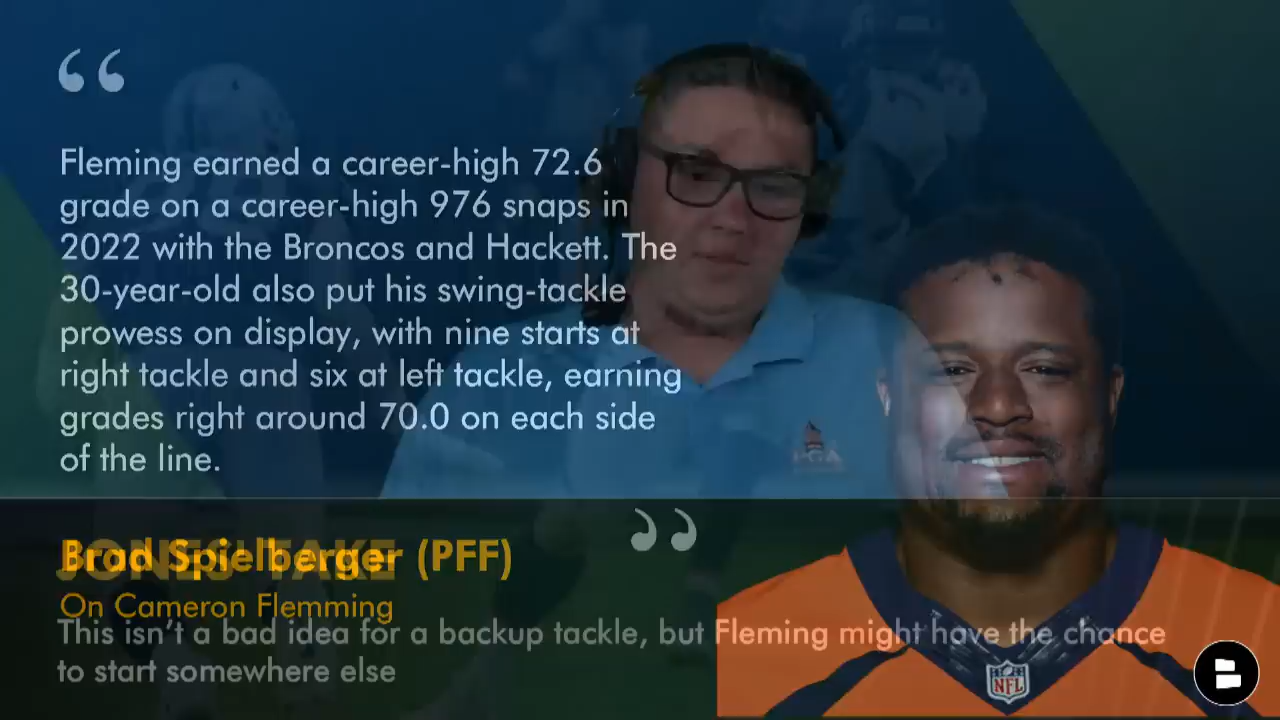 “
Fleming earned a career-high 72.6
grade on a career-high 976 snaps in
2022 with the Broncos and Hackett. The
30-year-old also put his swing-tackle
prowess on display, with nine starts at
right tackle and six at left tackle, earning
grades right around 70.0 on each side
of the line.
”
Brad Spielberger (PFF)
JONES' TAKE
On Cameron Flemming
This isn't a bad idea for a backup tackle, but Fleming might have the chance
to start somewhere else
NFL
B